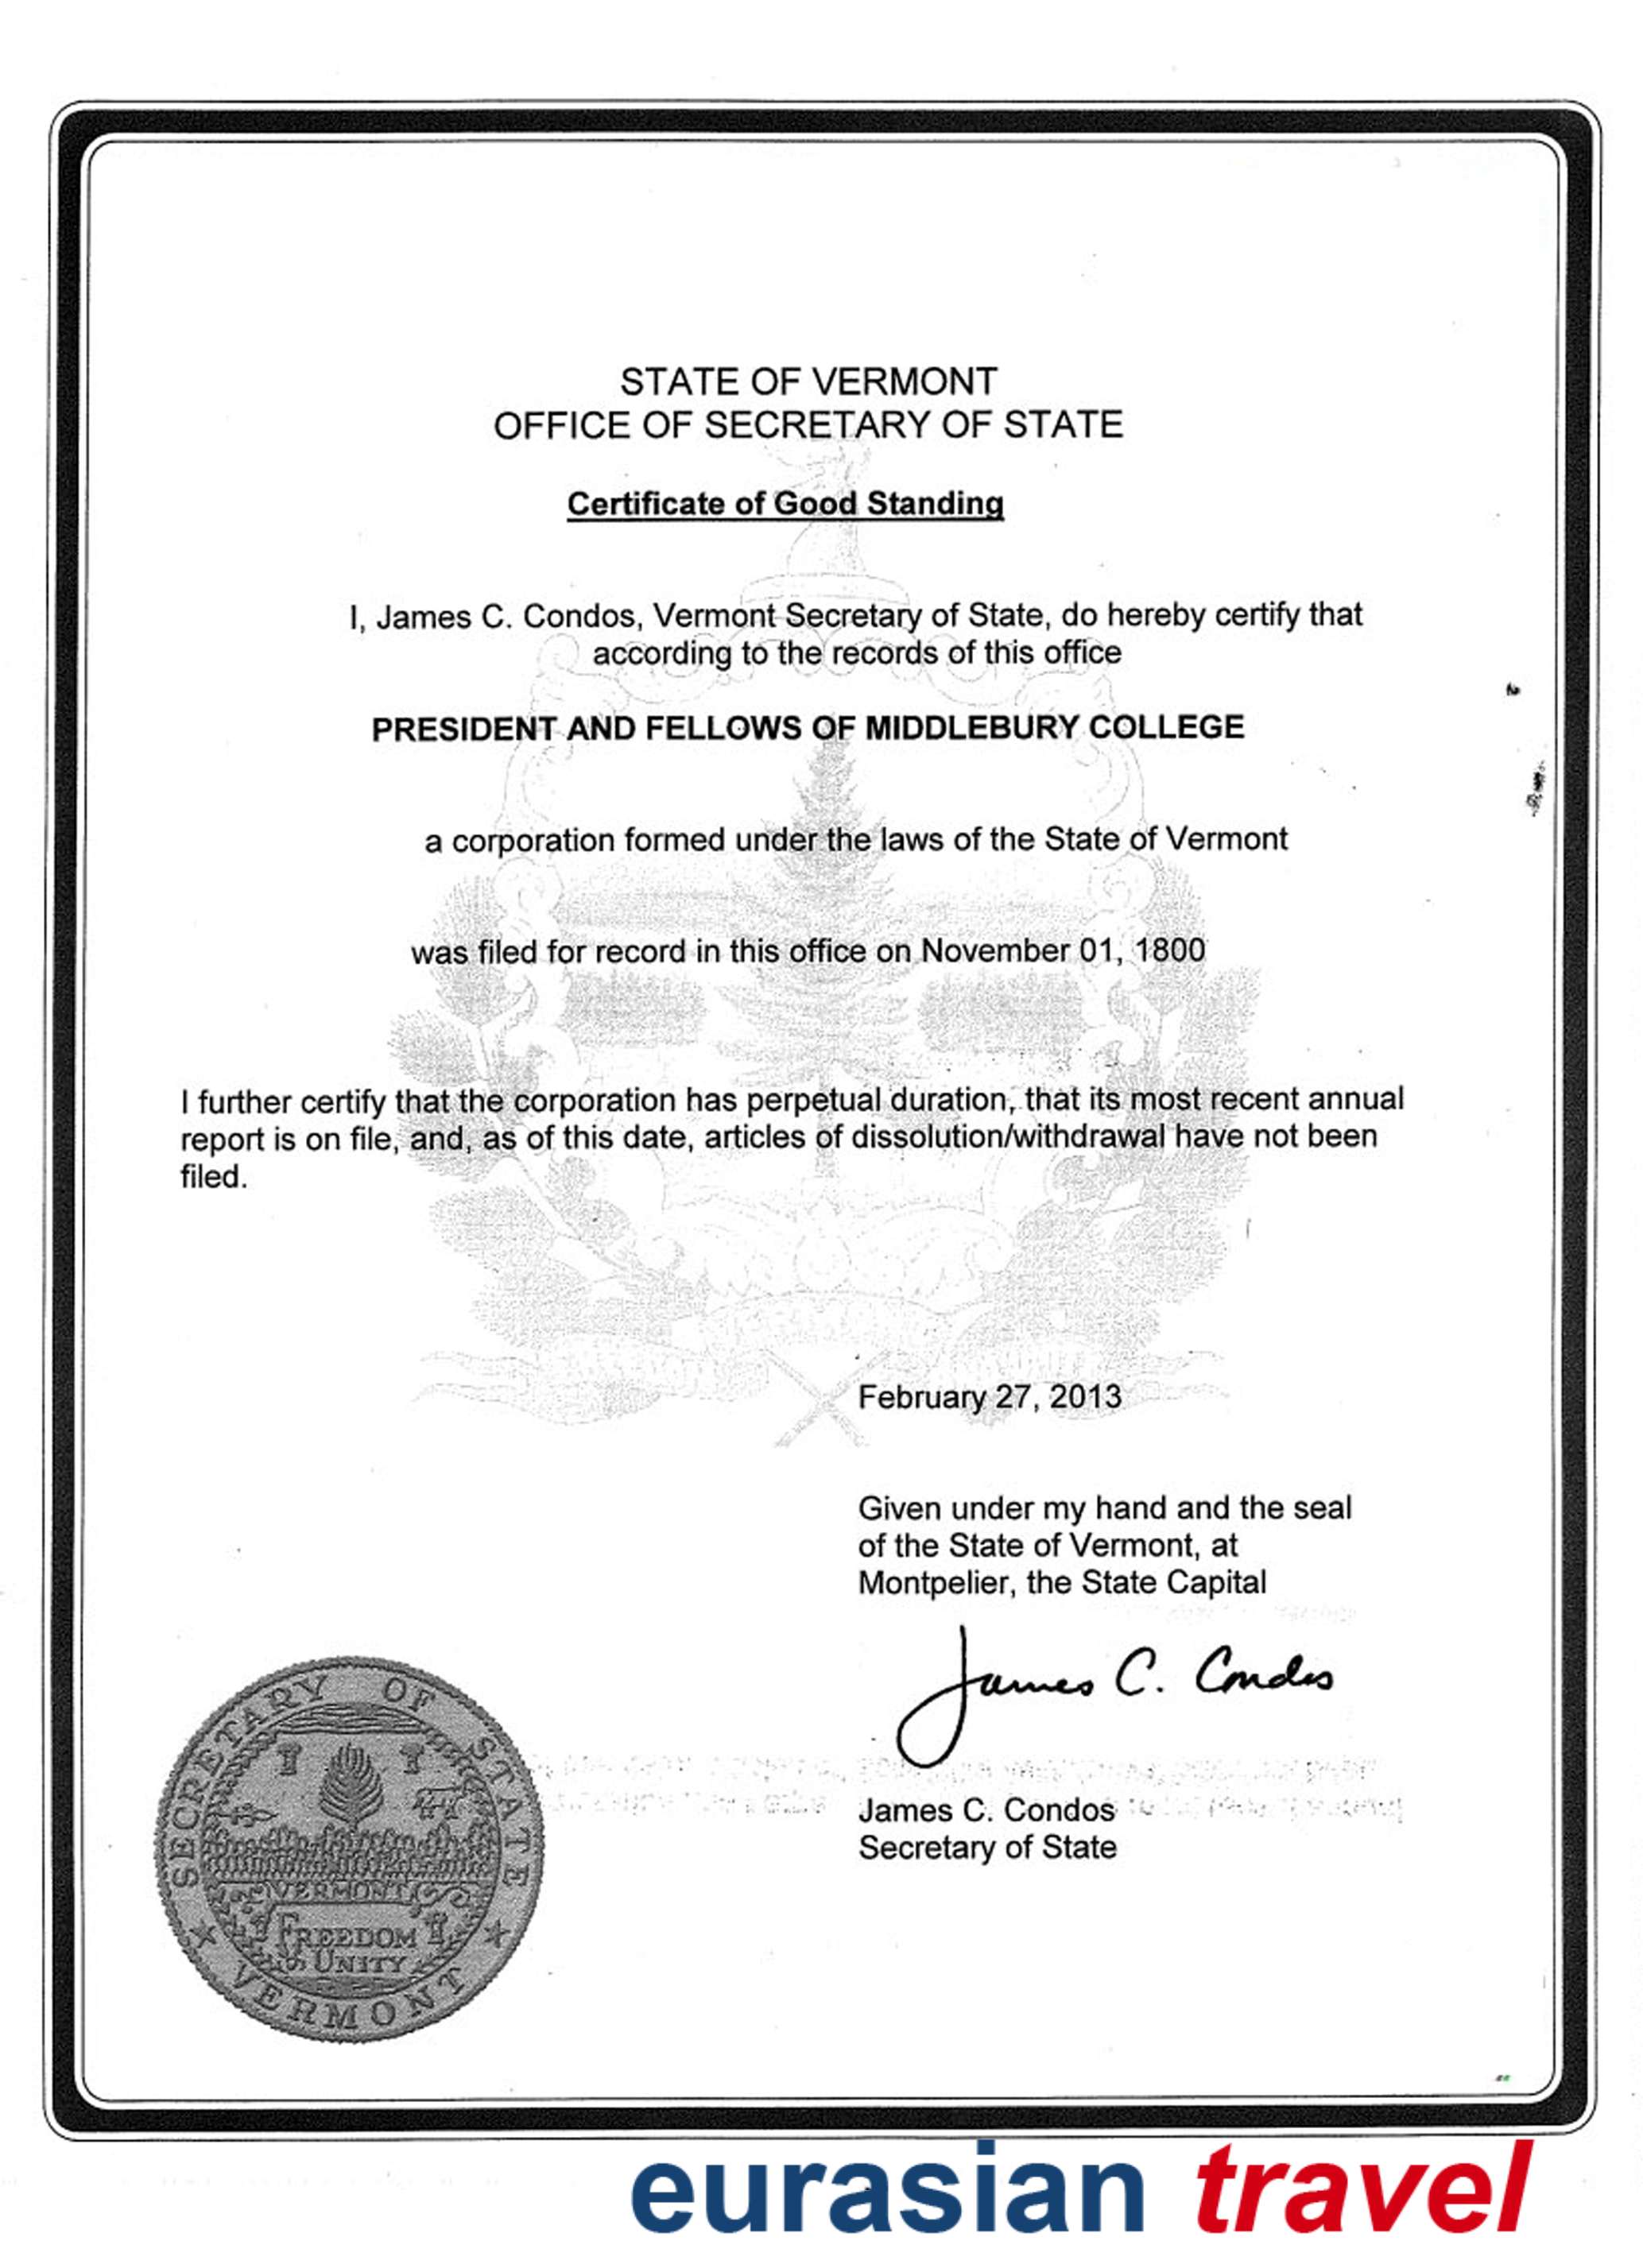 STATE OF VERMONT
OFFICE OF SECRETARY OF STATE
Certificate of Good Standing
I, James C. Condos, Vermont Secretary of State, do hereby certify that
according to the records of this office
PRESIDENT AND FELLOWS OF MIDDLEBURY COLLEGE
a corporation formed under the laws of the State of Vermont
was filed for record in this office on November 01, 1800
I further certify that the corporation has perpetual duration, that its most recent annual
report is on file, and, as of this date, articles of dissolution/withdrawal have not been
filed.
February 27, 2013
Given under my hand and the seal
of the State of Vermont, at
Montpelier, the State Capital
James C. Condos
James C. Condos
Secretary of State
SECRETARY OF STATE
VERMONT
FREEDOM
& UNITY
VERMONT
eurasian travel